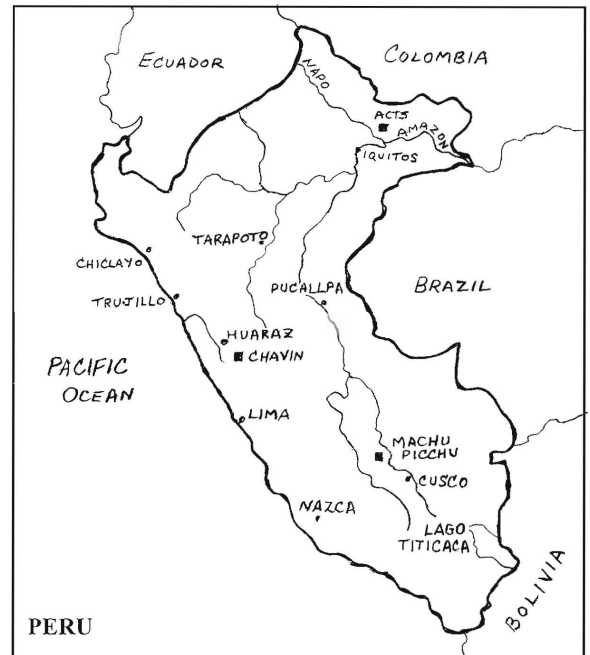 ECUADOR
COLOMBIA
NAPO
ACTS
AMAZON
IQUITOS
TARAPOTO
CHICLAYO
TRUJILLO
PUCALLPA
BRAZIL
HUARAZ
CHAVIN
PACIFIC
OCEAN
LIMA
MACHU
PICCHU
CUSCO
NAZCA
LAGO
TITICACA
BOLIVIA
PERU